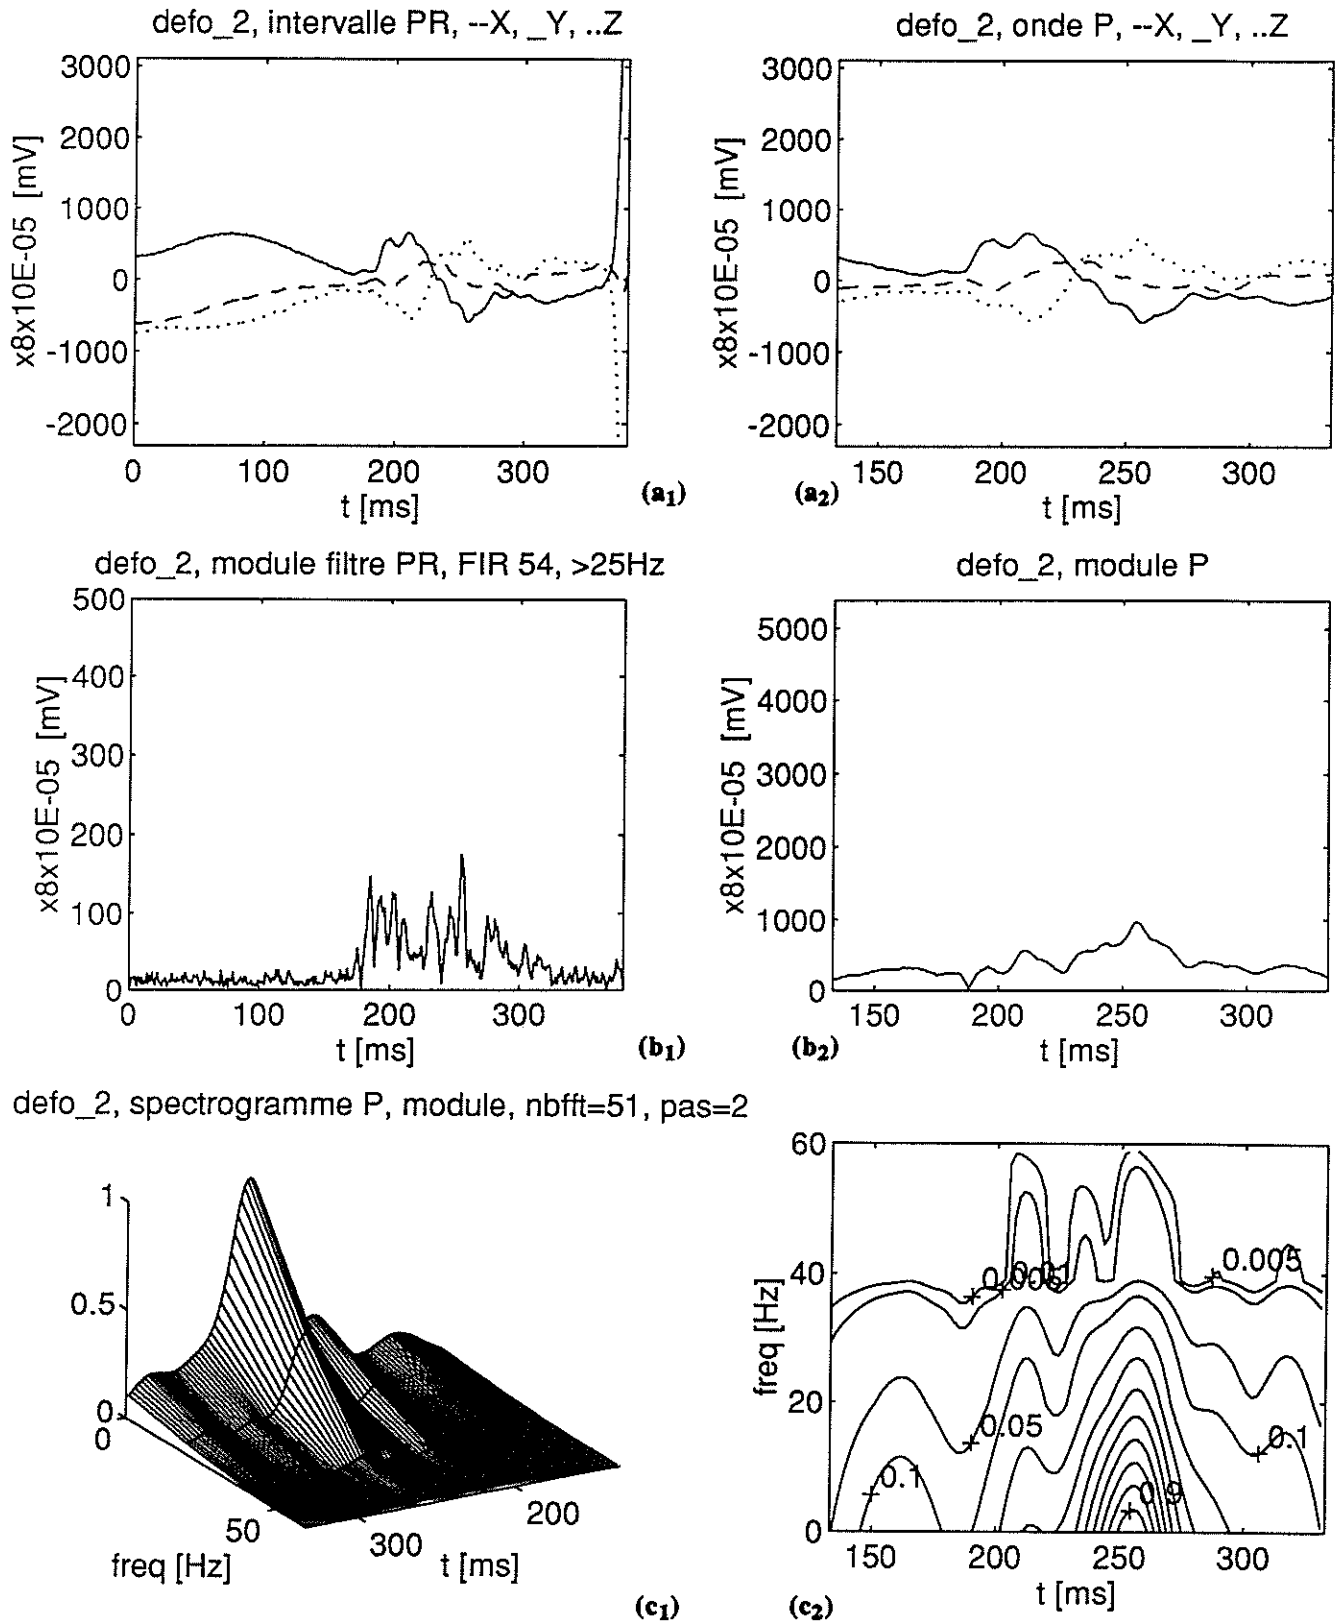 defo_2, intervalle PR, --X, _Y, ..Z
3000
2000
1000
0
-1000
-2000
x8x10E-05 [mV]
0 100 200 300
t [ms]
(a1)
defo_2, onde P, --X, _Y, ..Z
3000
2000
1000
0
-1000
-2000
x8x10E-05 [mV]
150 200 250 300
t [ms]
(a2)
defo_2, module filtre PR, FIR 54, >25Hz
500
400
300
200
100
0
x8x10E-05 [mV]
0 100 200 300
t [ms]
(b1)
defo_2, module P
5000
4000
3000
2000
1000
0
x8x10E-05 [mV]
150 200 250 300
t [ms]
(b2)
defo_2, spectrogramme P, module, nbfft=51, pas=2
1
0.5
0
0
50
freq [Hz]
300
200
t [ms]
(c1)
60
40
20
0
freq [Hz]
0.005
0.05
0.1
0.1
0.9
150 200 250 300
t [ms]
(c2)